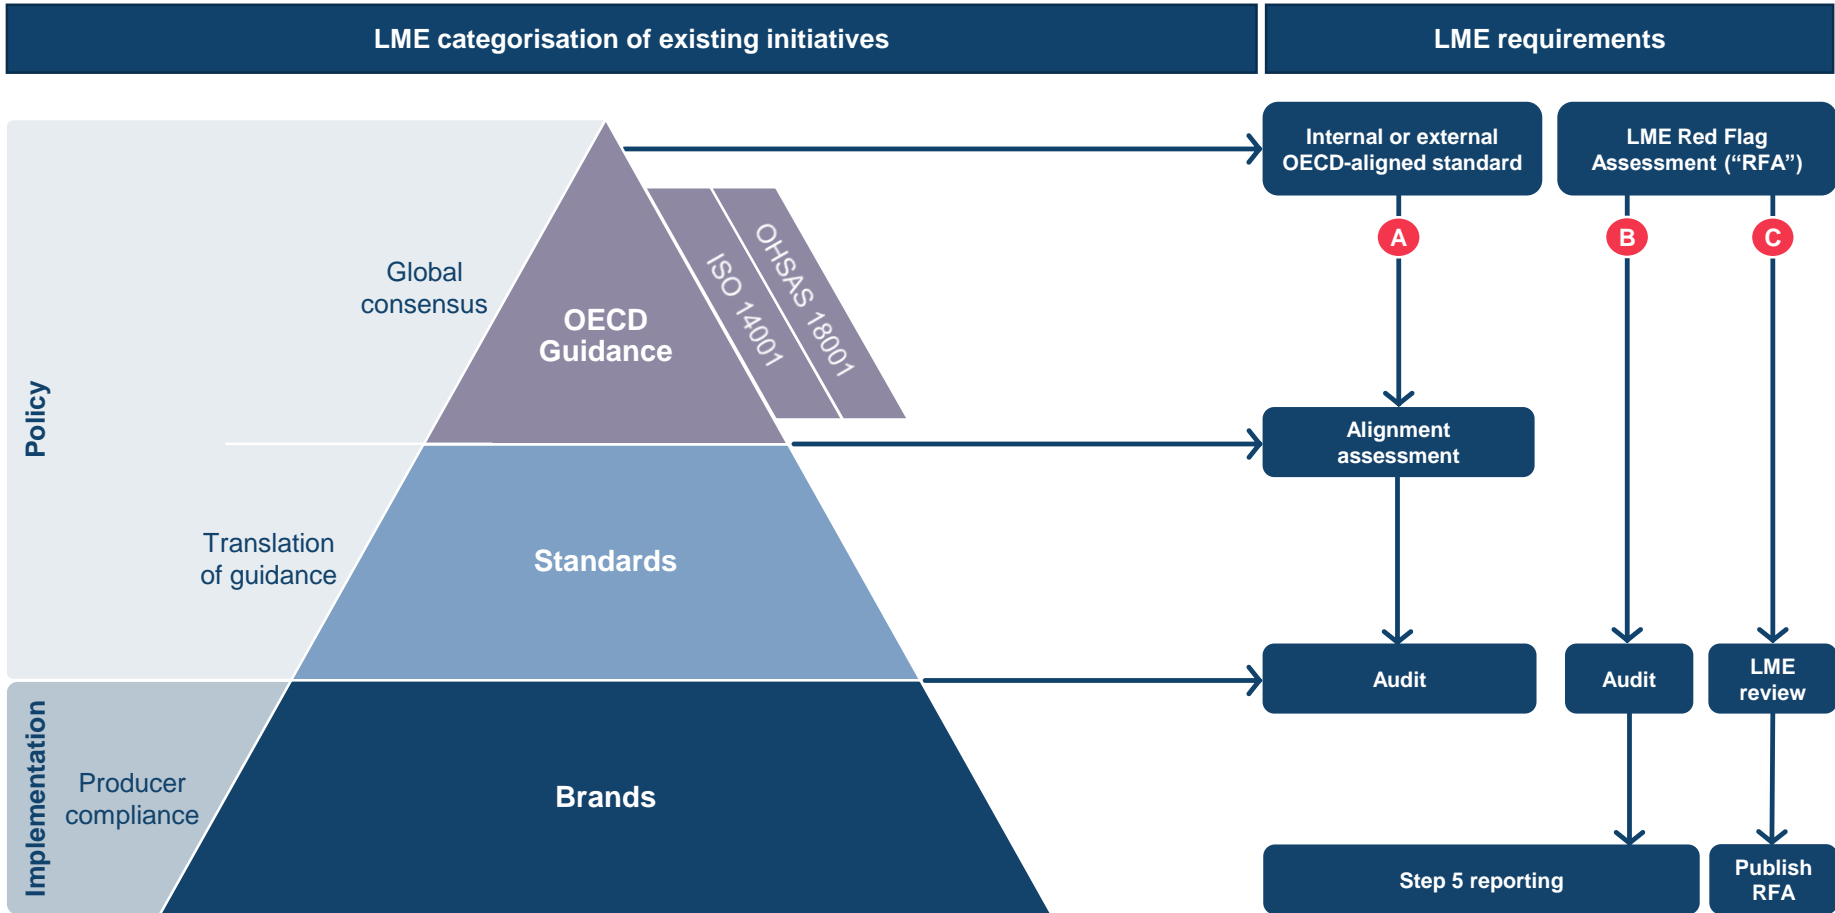 LME categorisation of existing initiatives
LME requirements
Policy
Implementation
Global
consensus
Translation
of guidance
Producer
compliance
OECD
Guidance
ISO 14001
OHSAS 18001
Standards
Brands
Internal or external
OECD-aligned standard
LME Red Flag
Assessment (“RFA”)
A
B
C
Alignment
assessment
Audit
Audit
LME
review
Step 5 reporting
Publish
RFA